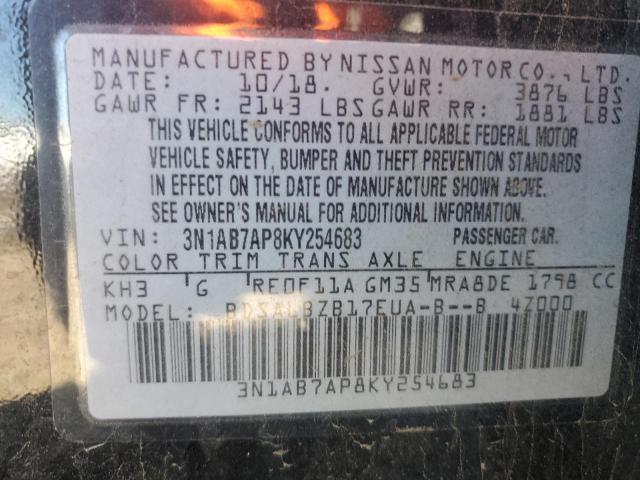 MANUFACTURED BY NISSAN MOTOR CO., LTD.
DATE: 10/18. GVWR: 3876 LBS
GAWR FR: 2143 LBS GAWR RR: 1881 LBS
THIS VEHICLE CONFORMS TO ALL APPLICABLE FEDERAL MOTOR
VEHICLE SAFETY, BUMPER AND THEFT PREVENTION STANDARDS
IN EFFECT ON THE DATE OF MANUFACTURE SHOWN ABOVE.
SEE OWNER'S MANUAL FOR ADDITIONAL INFORMATION.
VIN: 3N1AB7AP8KY254683 PASSENGER CAR.
COLOR TRIM TRANS AXLE ENGINE
KH3 G RE0F11A GM35 MRA8DE 1798 CC
MODEL: BDSALBZB17EUA-B--B 4Z000
3N1AB7AP8KY254683